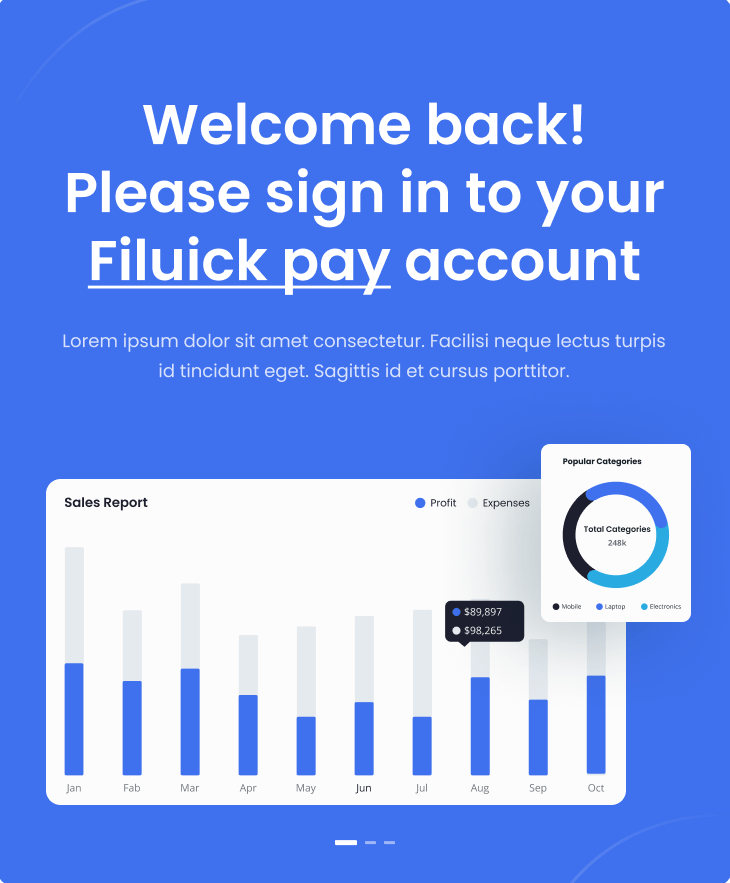 Welcome back!
Please sign in to your
Filuick pay account
Lorem ipsum dolor sit amet consectetur. Facilisi neque lectus turpis
id tincidunt eget. Sagittis id et cursus porttitor.
Popular Categories
Total Categories
248k
Mobile Laptop Electronics
Sales Report
Profit Expenses
$89,897
$98,265
Jan Fab Mar Apr May Jun Jul Aug Sep Oct